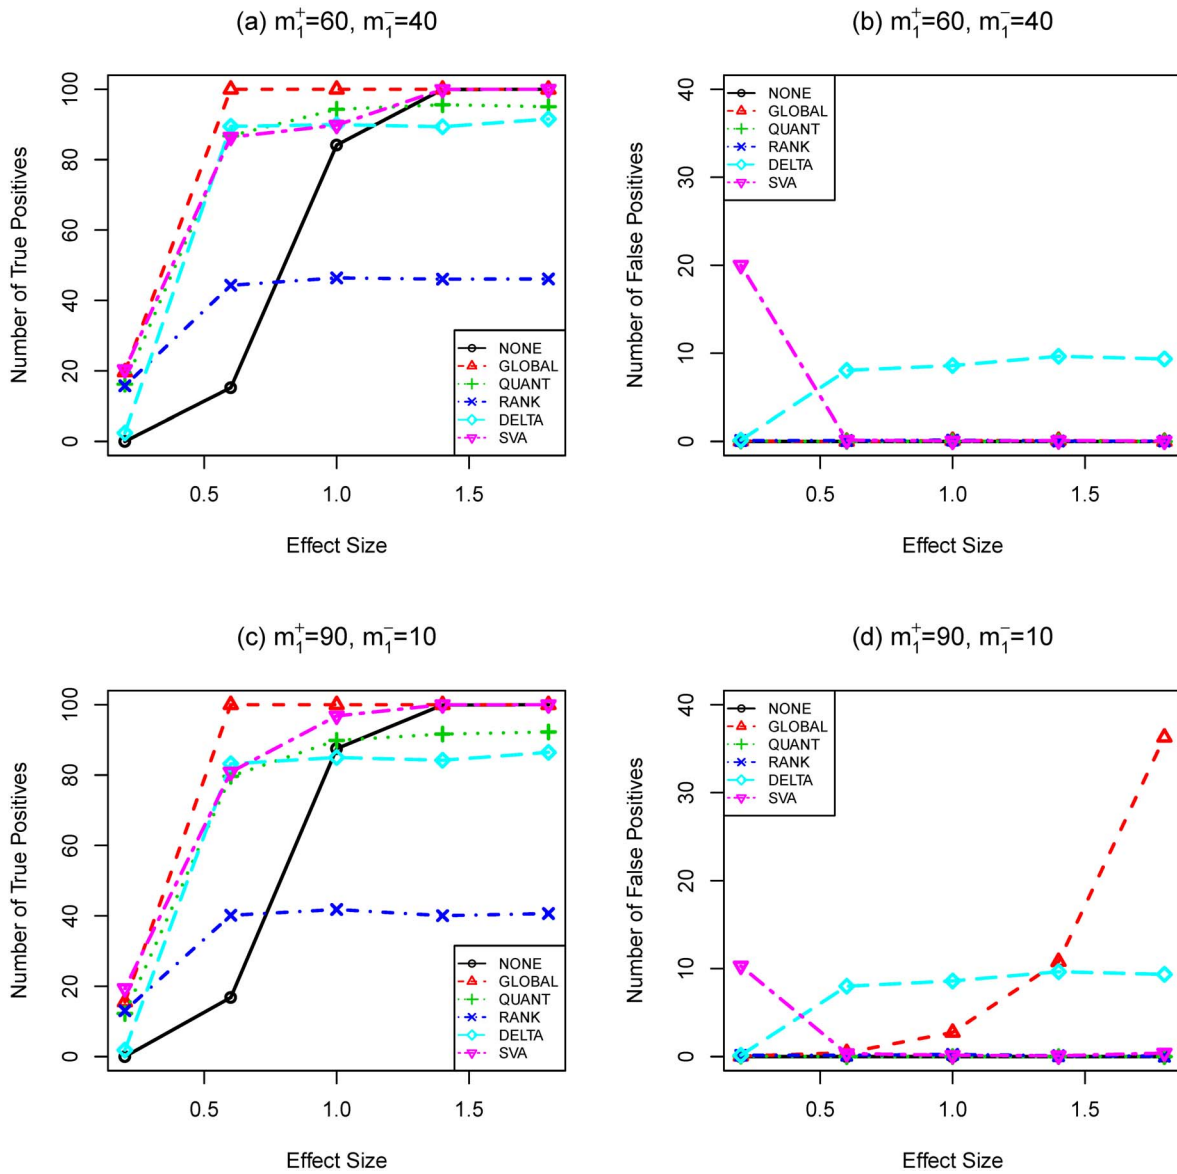 (a) m₁⁺=60, m₁⁻=40
Number of True Positives
100
80
60
40
20
0
NONE
GLOBAL
QUANT
RANK
DELTA
SVA
0.5 1.0 1.5
Effect Size
(b) m₁⁺=60, m₁⁻=40
Number of False Positives
40
30
20
10
0
NONE
GLOBAL
QUANT
RANK
DELTA
SVA
0.5 1.0 1.5
Effect Size
(c) m₁⁺=90, m₁⁻=10
Number of True Positives
100
80
60
40
20
0
NONE
GLOBAL
QUANT
RANK
DELTA
SVA
0.5 1.0 1.5
Effect Size
(d) m₁⁺=90, m₁⁻=10
Number of False Positives
40
30
20
10
0
NONE
GLOBAL
QUANT
RANK
DELTA
SVA
0.5 1.0 1.5
Effect Size